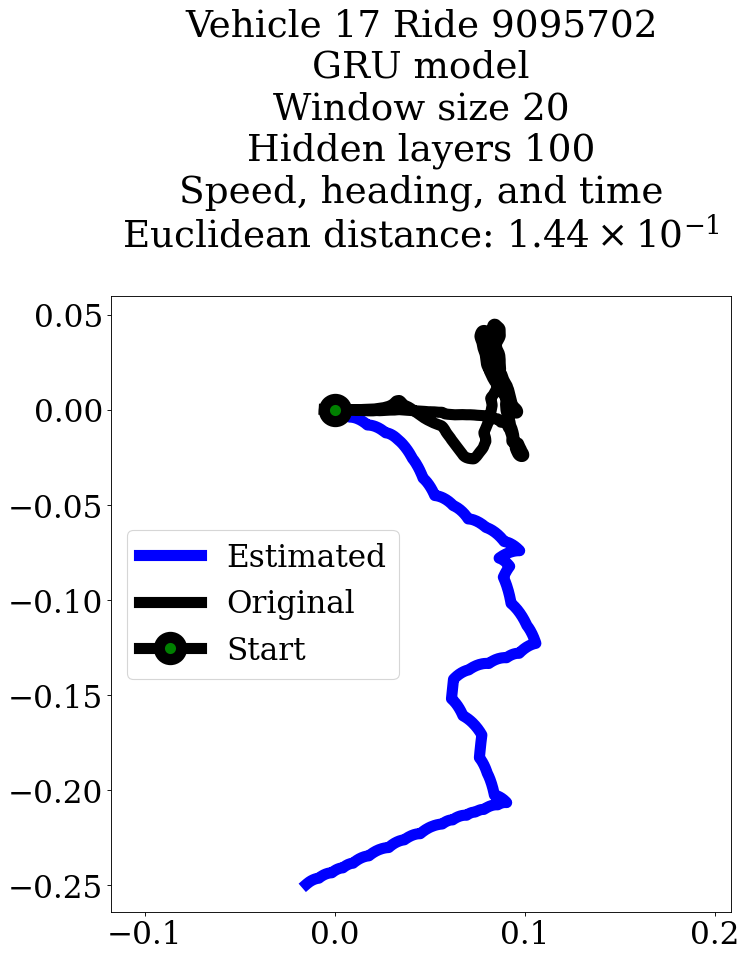 Vehicle 17 Ride 9095702
GRU model
Window size 20
Hidden layers 100
Speed, heading, and time
Euclidean distance: 1.44 × 10⁻¹
0.05
0.00
−0.05
−0.10
−0.15
−0.20
−0.25
Estimated
Original
Start
−0.1
0.0
0.1
0.2